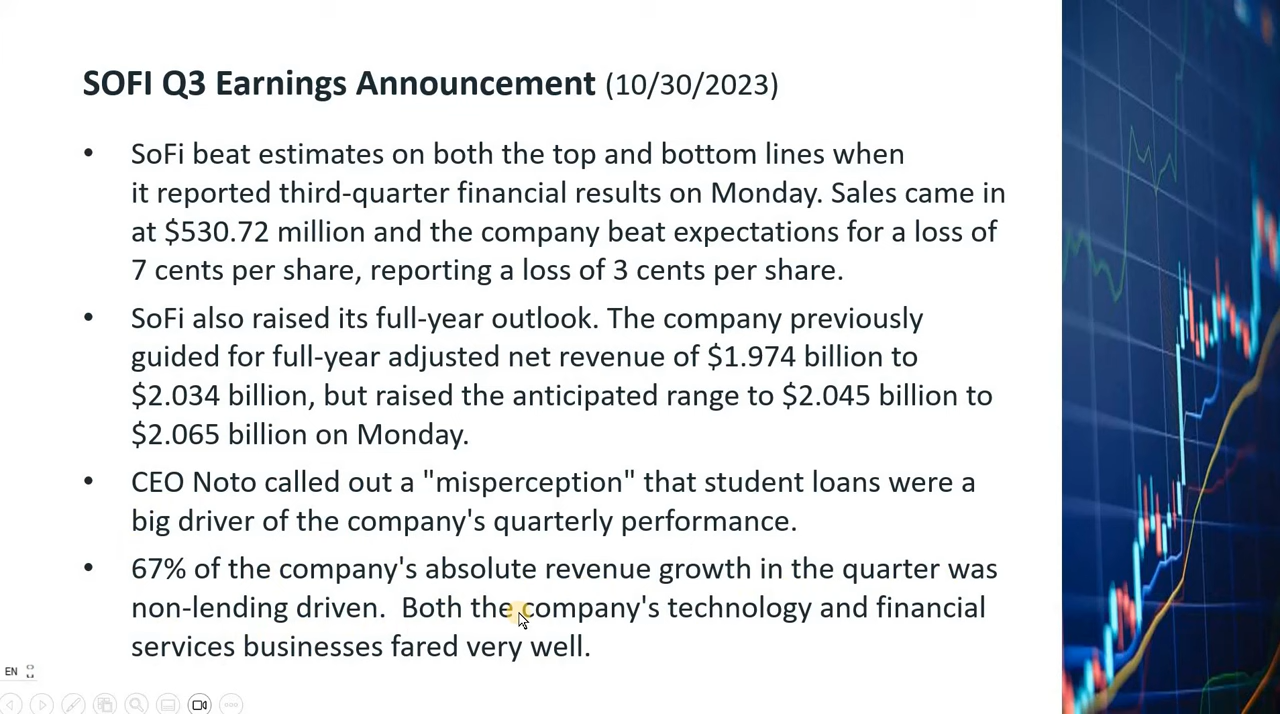 SOFI Q3 Earnings Announcement (10/30/2023)
• SoFi beat estimates on both the top and bottom lines when
it reported third-quarter financial results on Monday. Sales came in
at $530.72 million and the company beat expectations for a loss of
7 cents per share, reporting a loss of 3 cents per share.
• SoFi also raised its full-year outlook. The company previously
guided for full-year adjusted net revenue of $1.974 billion to
$2.034 billion, but raised the anticipated range to $2.045 billion to
$2.065 billion on Monday.
• CEO Noto called out a "misperception" that student loans were a
big driver of the company's quarterly performance.
• 67% of the company's absolute revenue growth in the quarter was
non-lending driven.  Both the company's technology and financial
services businesses fared very well.
EN